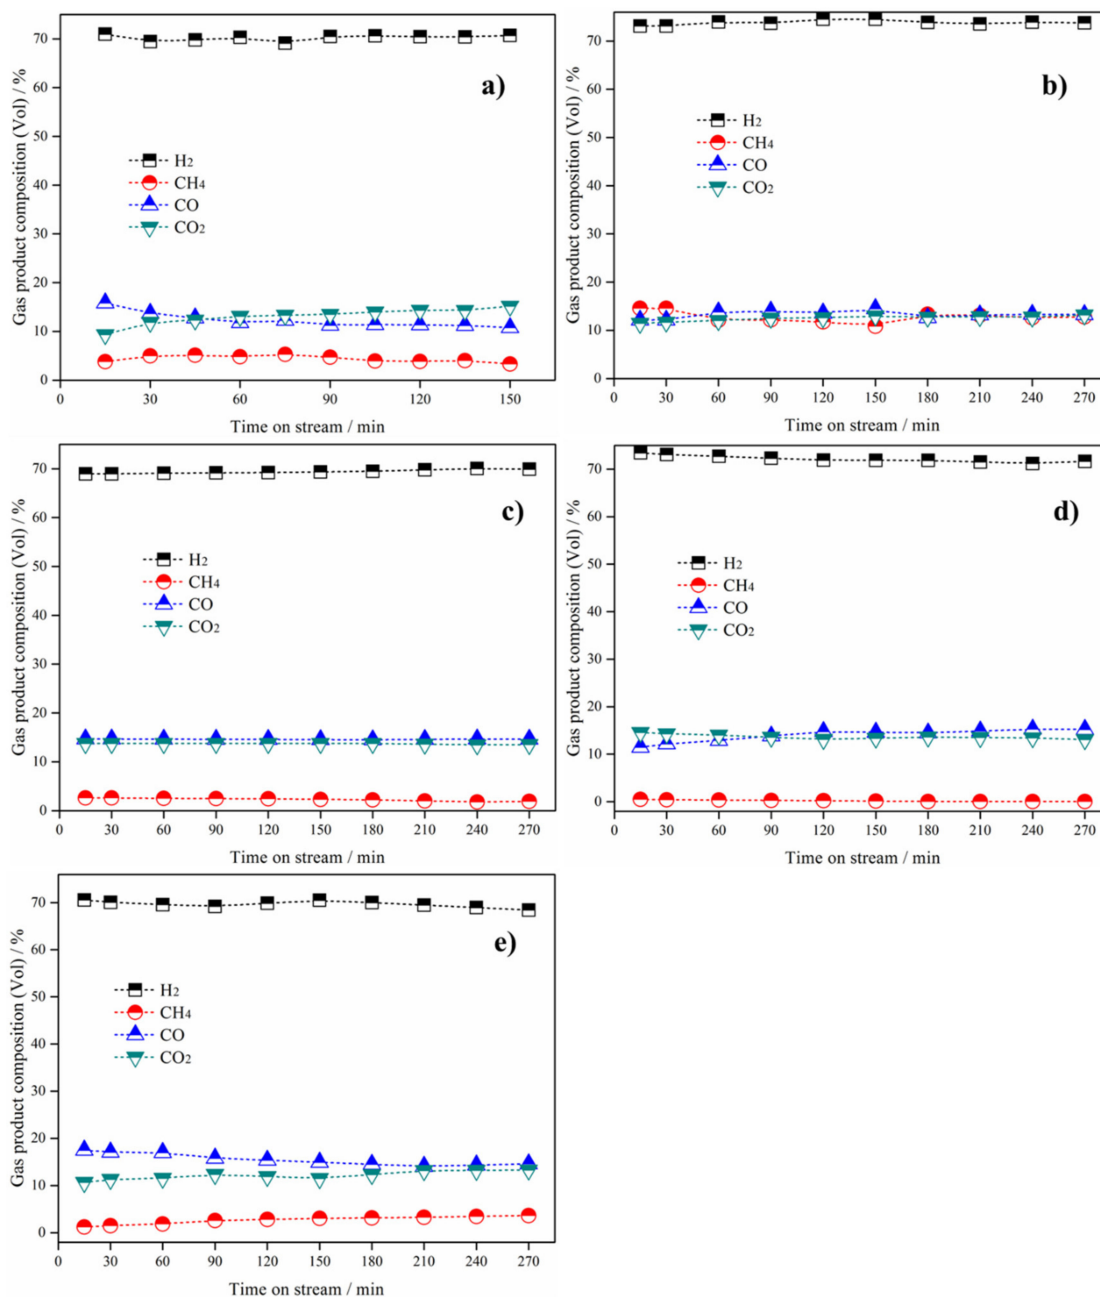 a)
Gas product composition (Vol) / %
70
60
50
40
30
20
10
0
H2
CH4
CO
CO2
0 30 60 90 120 150
Time on stream / min
b)
Gas product composition (Vol) / %
70
60
50
40
30
20
10
0
H2
CH4
CO
CO2
0 30 60 90 120 150 180 210 240 270
Time on stream / min
c)
Gas product composition (Vol) / %
70
60
50
40
30
20
10
0
H2
CH4
CO
CO2
0 30 60 90 120 150 180 210 240 270
Time on stream / min
d)
Gas product composition (Vol) / %
70
60
50
40
30
20
10
0
H2
CH4
CO
CO2
0 30 60 90 120 150 180 210 240 270
Time on stream / min
e)
Gas product composition (Vol) / %
70
60
50
40
30
20
10
0
H2
CH4
CO
CO2
0 30 60 90 120 150 180 210 240 270
Time on stream / min